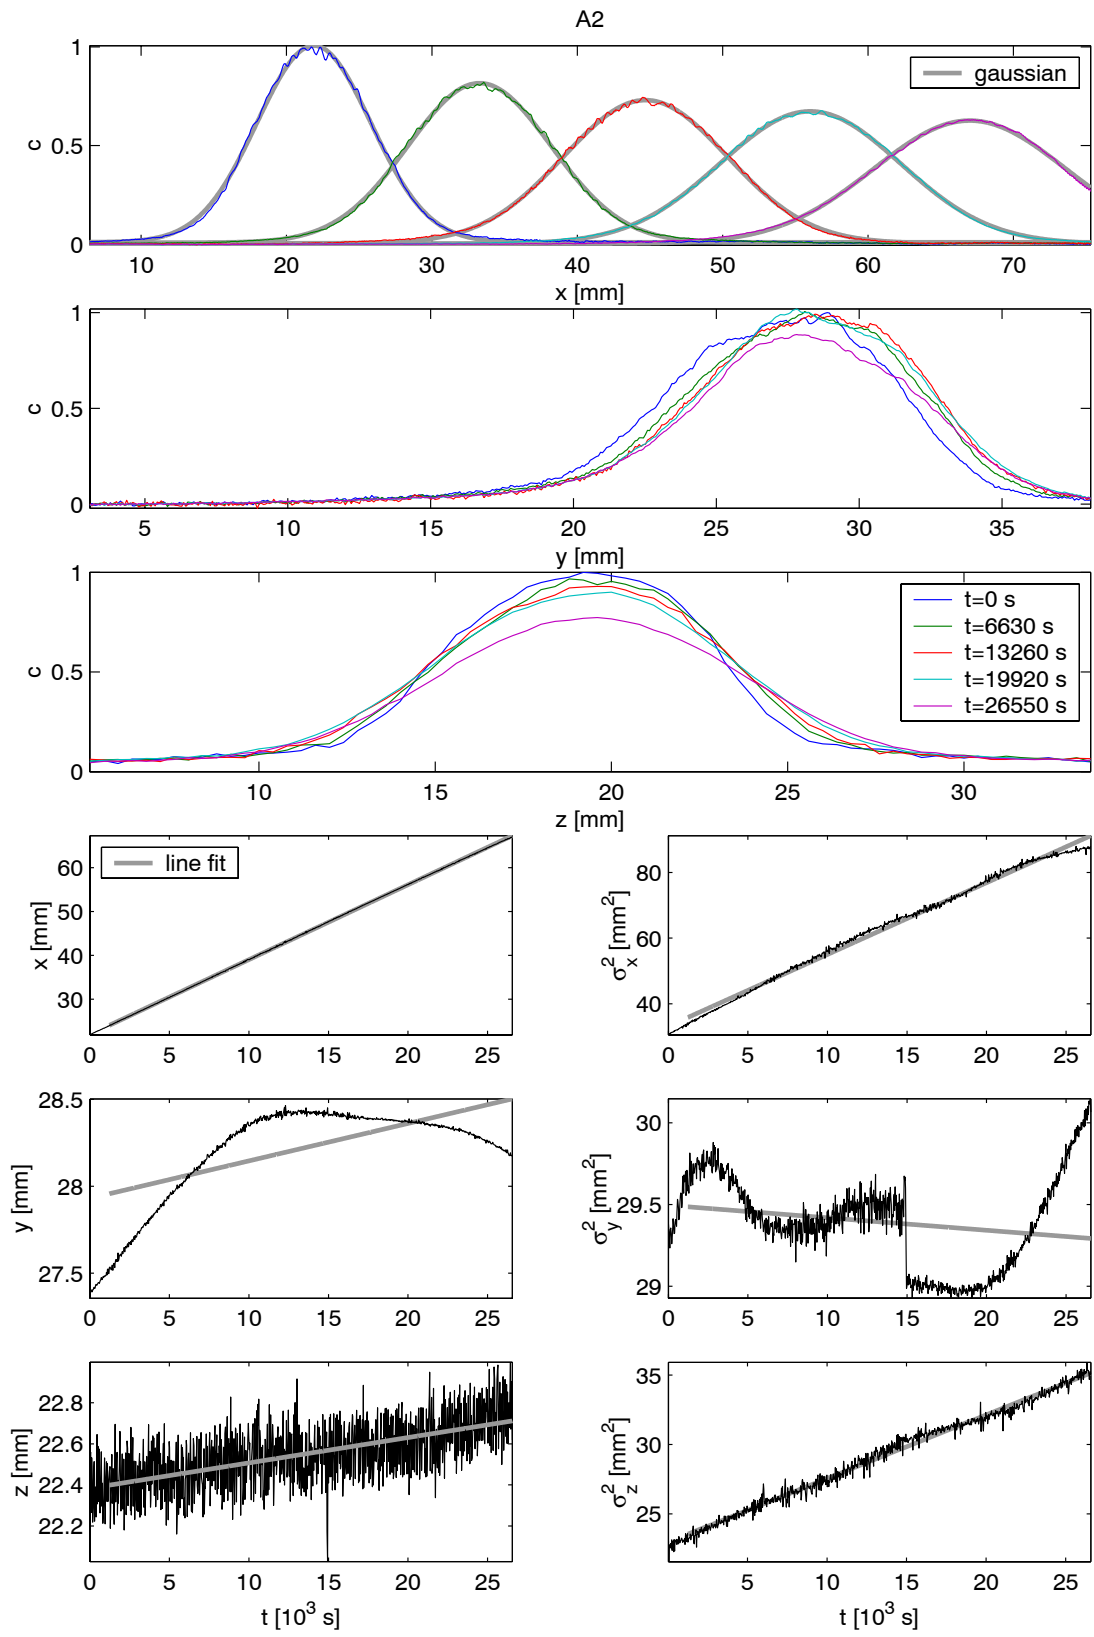 A2
1
0.5
0
c
gaussian
10 20 30 40 50 60 70
x [mm]
1
0.5
0
c
5 10 15 20 25 30 35
y [mm]
1
0.5
0
c
t=0 s
t=6630 s
t=13260 s
t=19920 s
t=26550 s
10 15 20 25 30
z [mm]
60
50
40
30
x [mm]
line fit
0 5 10 15 20 25
80
60
40
σx² [mm²]
0 5 10 15 20 25
28.5
28
27.5
y [mm]
0 5 10 15 20 25
30
29.5
29
σy² [mm²]
0 5 10 15 20 25
22.8
22.6
22.4
22.2
z [mm]
0 5 10 15 20 25
t [10³ s]
35
30
25
σz² [mm²]
5 10 15 20 25
t [10³ s]